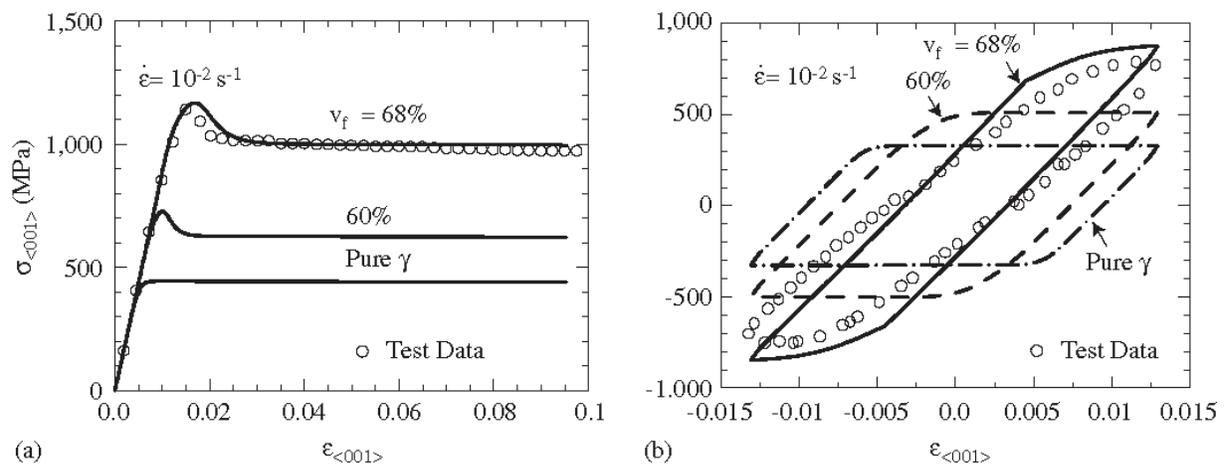 1,500
1,000
500
0
σ<001> (MPa)
ε̇= 10-2 s-1
vf = 68%
60%
Pure γ
Test Data
0.0 0.02 0.04 0.06 0.08 0.1
(a)
ε<001>
1,000
500
0
-500
-1.000
vf = 68%
ε̇= 10-2 s-1
60%
Pure γ
Test Data
-0.015 -0.01 -0.005 0.0 0.005 0.01 0.015
(b)
ε<001>